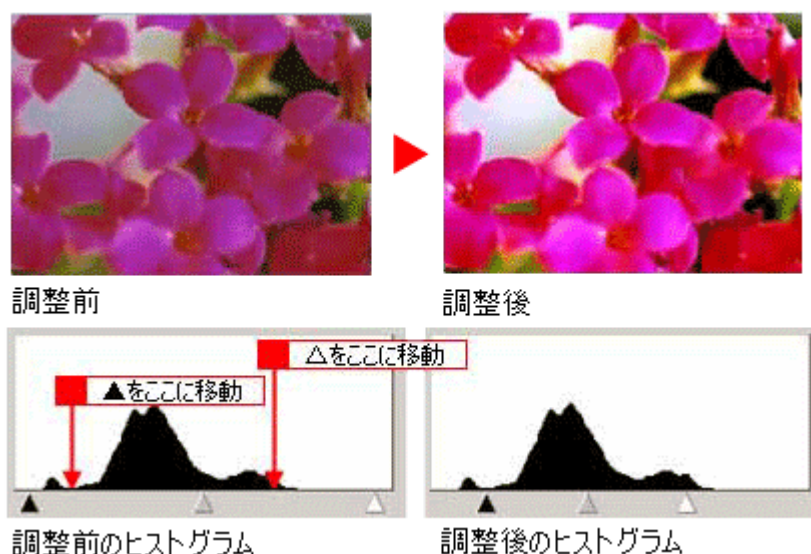 調整前
調整後
△をここに移動
▲をここに移動
調整前のヒストグラム
調整後のヒストグラム